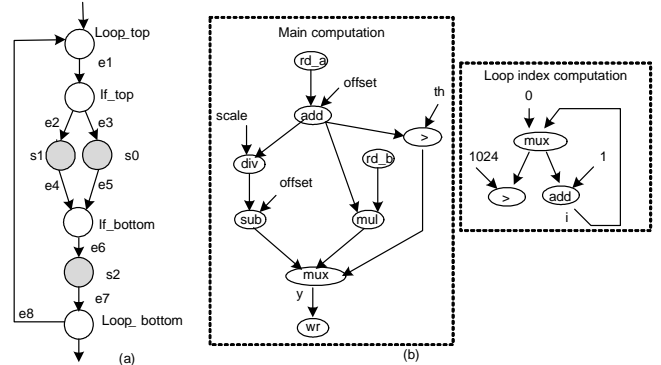 Loop_top
e1
If_top
e2
e3
s1
s0
e4
e5
If_bottom
e6
s2
e7
e8
Loop_ bottom
(a)
Main computation
rd_a
offset
add
th
scale
>
div
rd_b
offset
sub
mul
mux
y
wr
(b)
Loop index computation
0
mux
1024
1
>
add
i